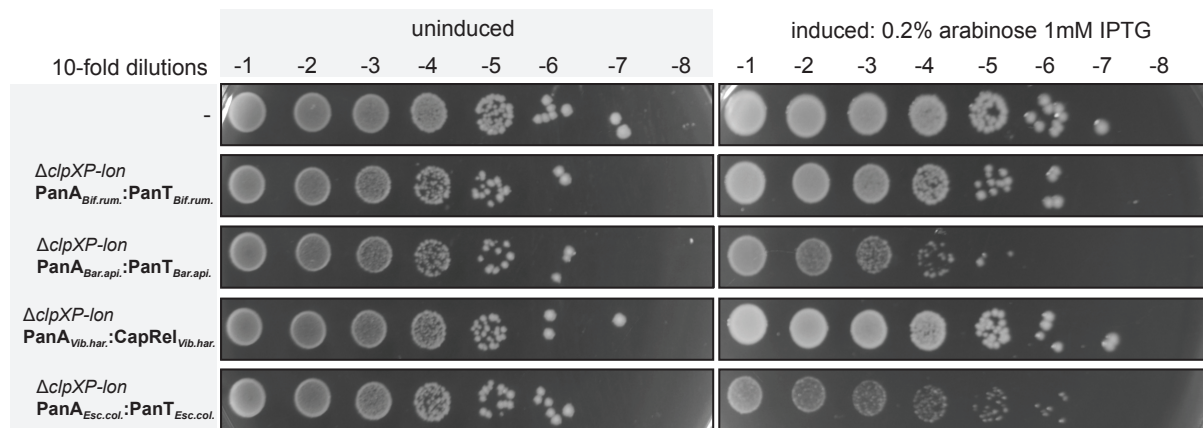 uninduced
induced: 0.2% arabinose 1mM IPTG
10-fold dilutions -1 -2 -3 -4 -5 -6 -7 -8 -1 -2 -3 -4 -5 -6 -7 -8
-
ΔclpXP-lon
PanABif.rum.:PanTBif.rum.
ΔclpXP-lon
PanABar.api.:PanTBar.api.
ΔclpXP-lon
PanAVib.har.:CapRelVib.har.
ΔclpXP-lon
PanAEsc.col.:PanTEsc.col.